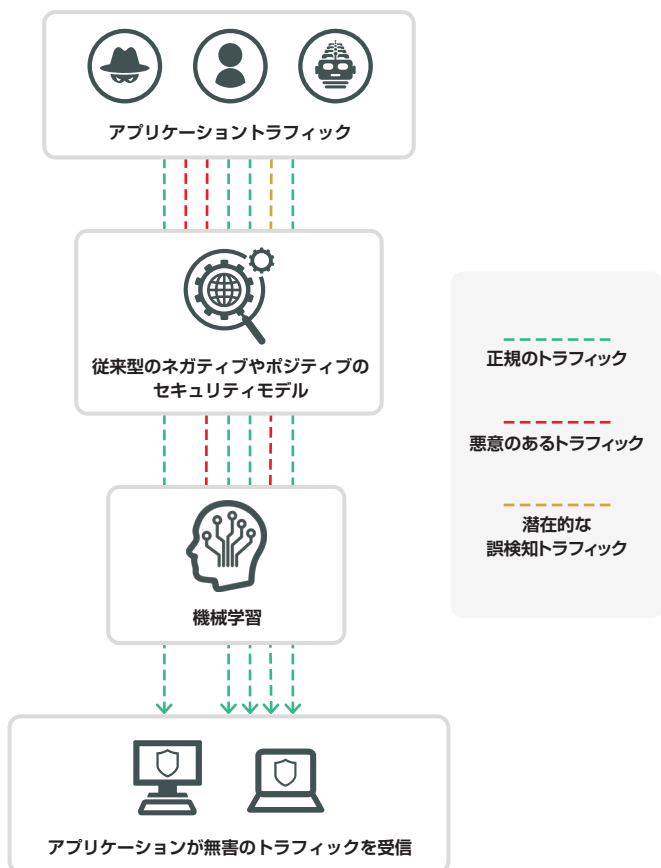 アプリケーショントラフィック
従来型のネガティブやポジティブの
セキュリティモデル
正規のトラフィック
悪意のあるトラフィック
潜在的な
誤検知トラフィック
機械学習
アプリケーションが無害のトラフィックを受信